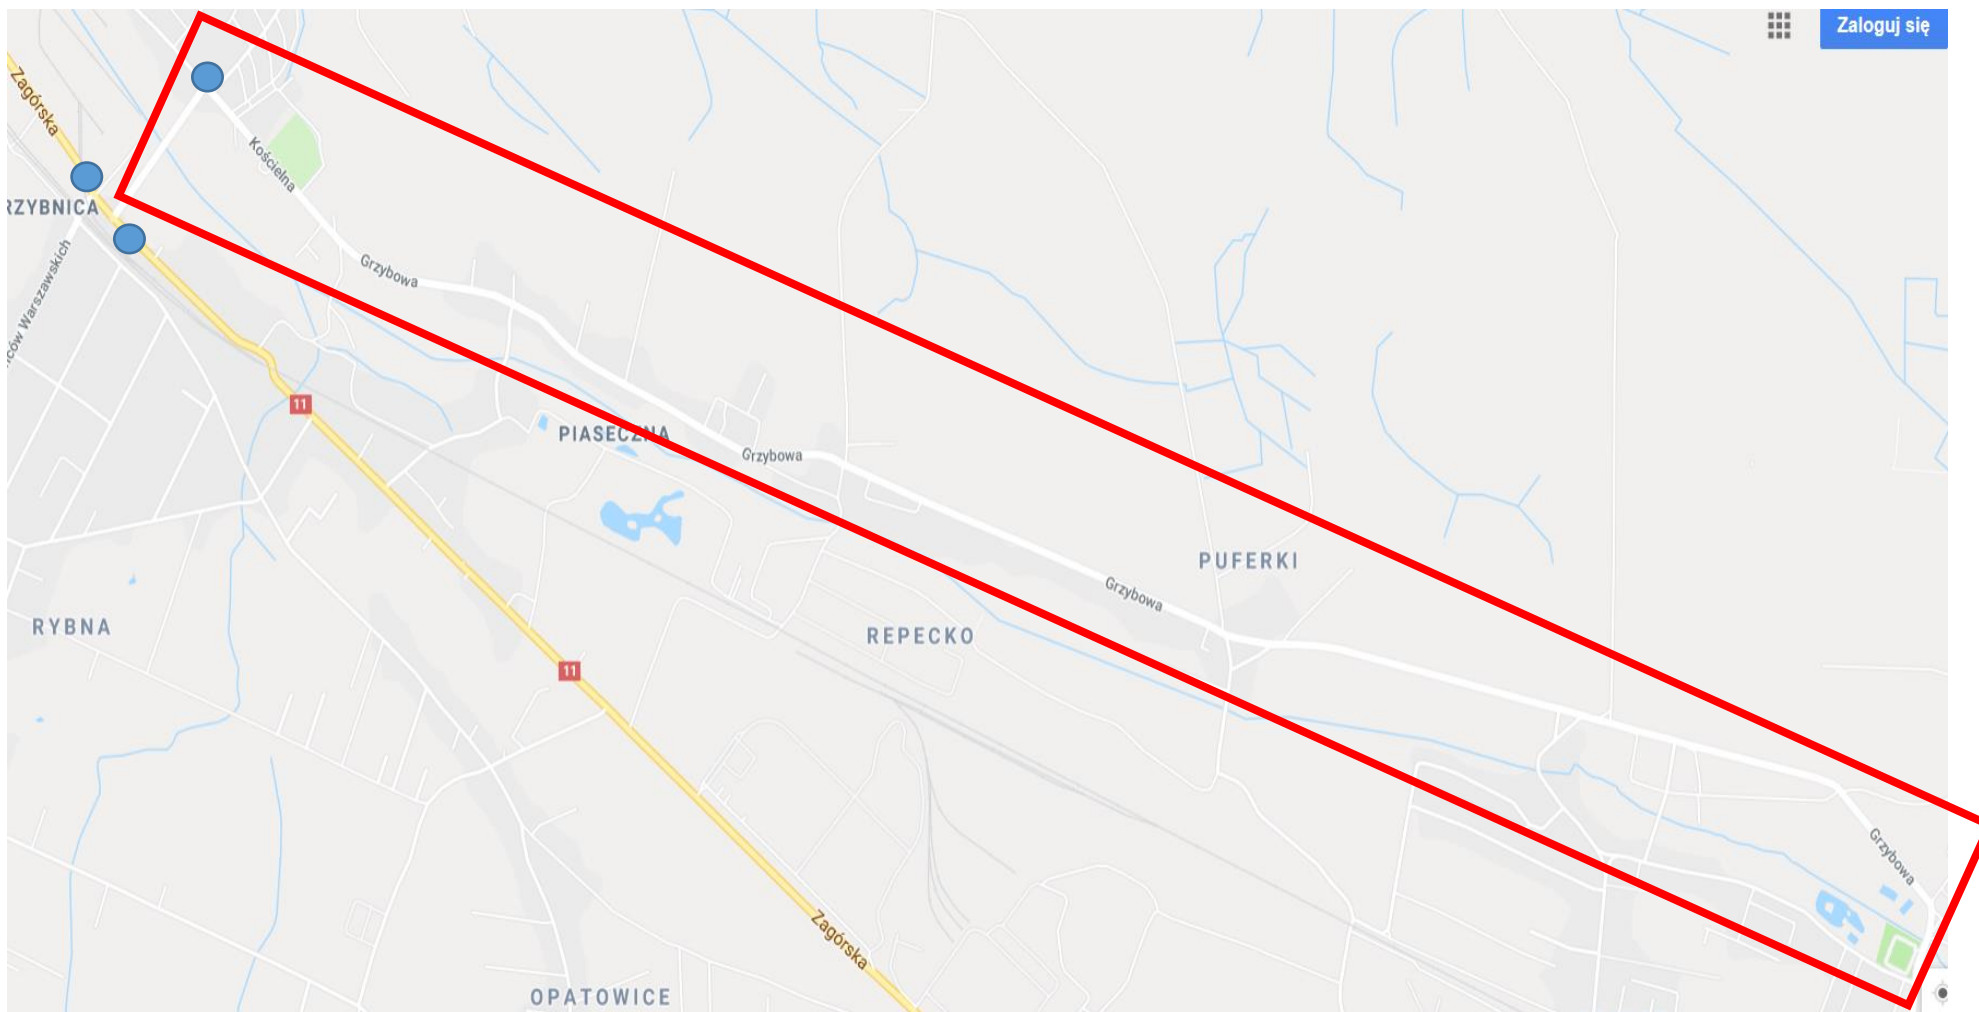 Zaloguj się
Zagórska
Kościelna
RZYBNICA
ców Warszawskich
Grzybowa
11
PIASECZNA
Grzybowa
PUFERKI
Grzybowa
RYBNA
REPECKO
11
Grzybowa
Zagórska
OPATOWICE